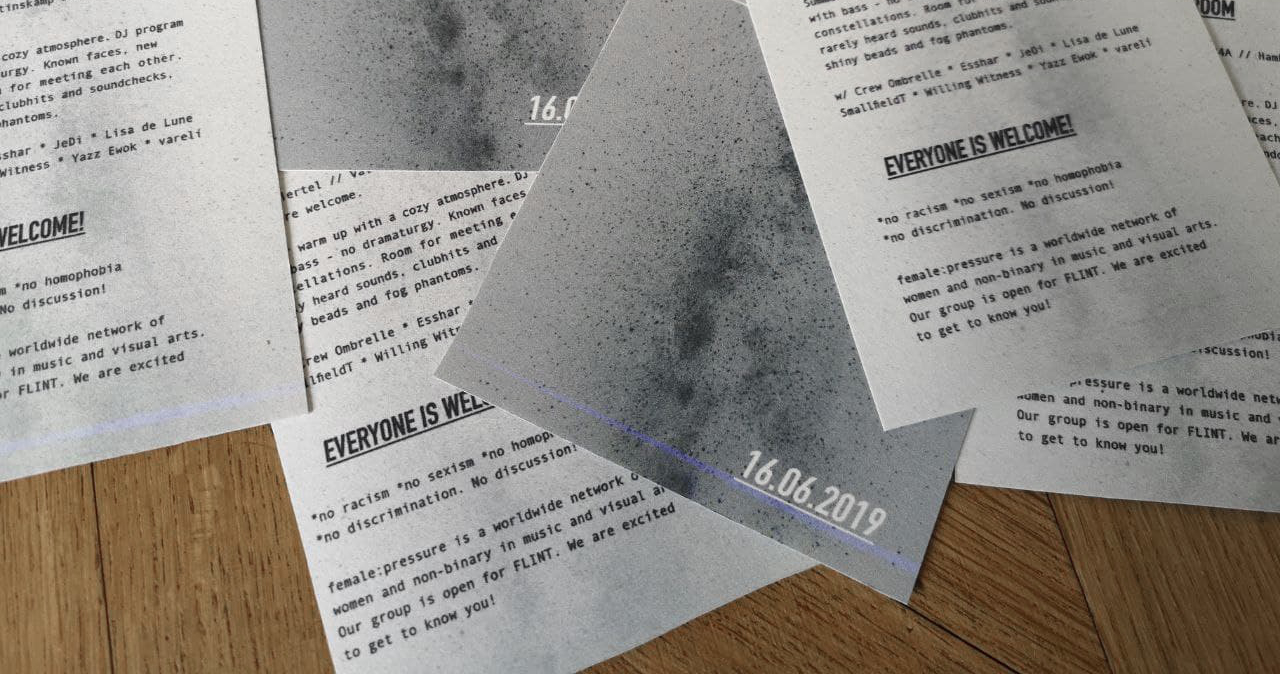 cozy atmosphere. DJ program
urgy. Known faces, new
for meeting each other.
clubhits and soundchecks.
hantoms.
sshar * JeDi * Lisa de Lune
Witness * Yazz Ewok * vareli
WELCOME!
*no homophobia
No discussion!
worldwide network of
in music and visual arts.
or FLINT. We are excited
16.0
ertel // Va
re welcome.
warm up with a cozy atmosphere. DJ
bass - no dramaturgy. Known faces
ellations. Room for meeting e
y heard sounds, clubhits and
beads and fog phantoms.
rew Ombrelle * Esshar *
lfieldT * Willing Witn
EVERYONE IS WELC
*no racism *no sexism *no homop
*no discrimination. No discussion!
female:pressure is a worldwide network o
women and non-binary in music and visual ar
Our group is open for FLINT. We are excited
to get to know you!
16.06.2019
with bass - no
constellations. Room for
rarely heard sounds, clubhits and sou
shiny beads and fog phantoms.
w/ Crew Ombrelle * Esshar * JeDi * Lisa de Lune
SmallfieldT * Willing Witness * Yazz Ewok * vareli
EVERYONE IS WELCOME!
*no racism *no sexism *no homophobia
*no discrimination. No discussion!
female:pressure is a worldwide network of
women and non-binary in music and visual arts.
Our group is open for FLINT. We are excited
to get to know you!
OOM
4A // Ham
re. DJ
ces,
each
scussion!
pressure is a worldwide netw
women and non-binary in music and
Our group is open for FLINT. We ar
to get to know you!